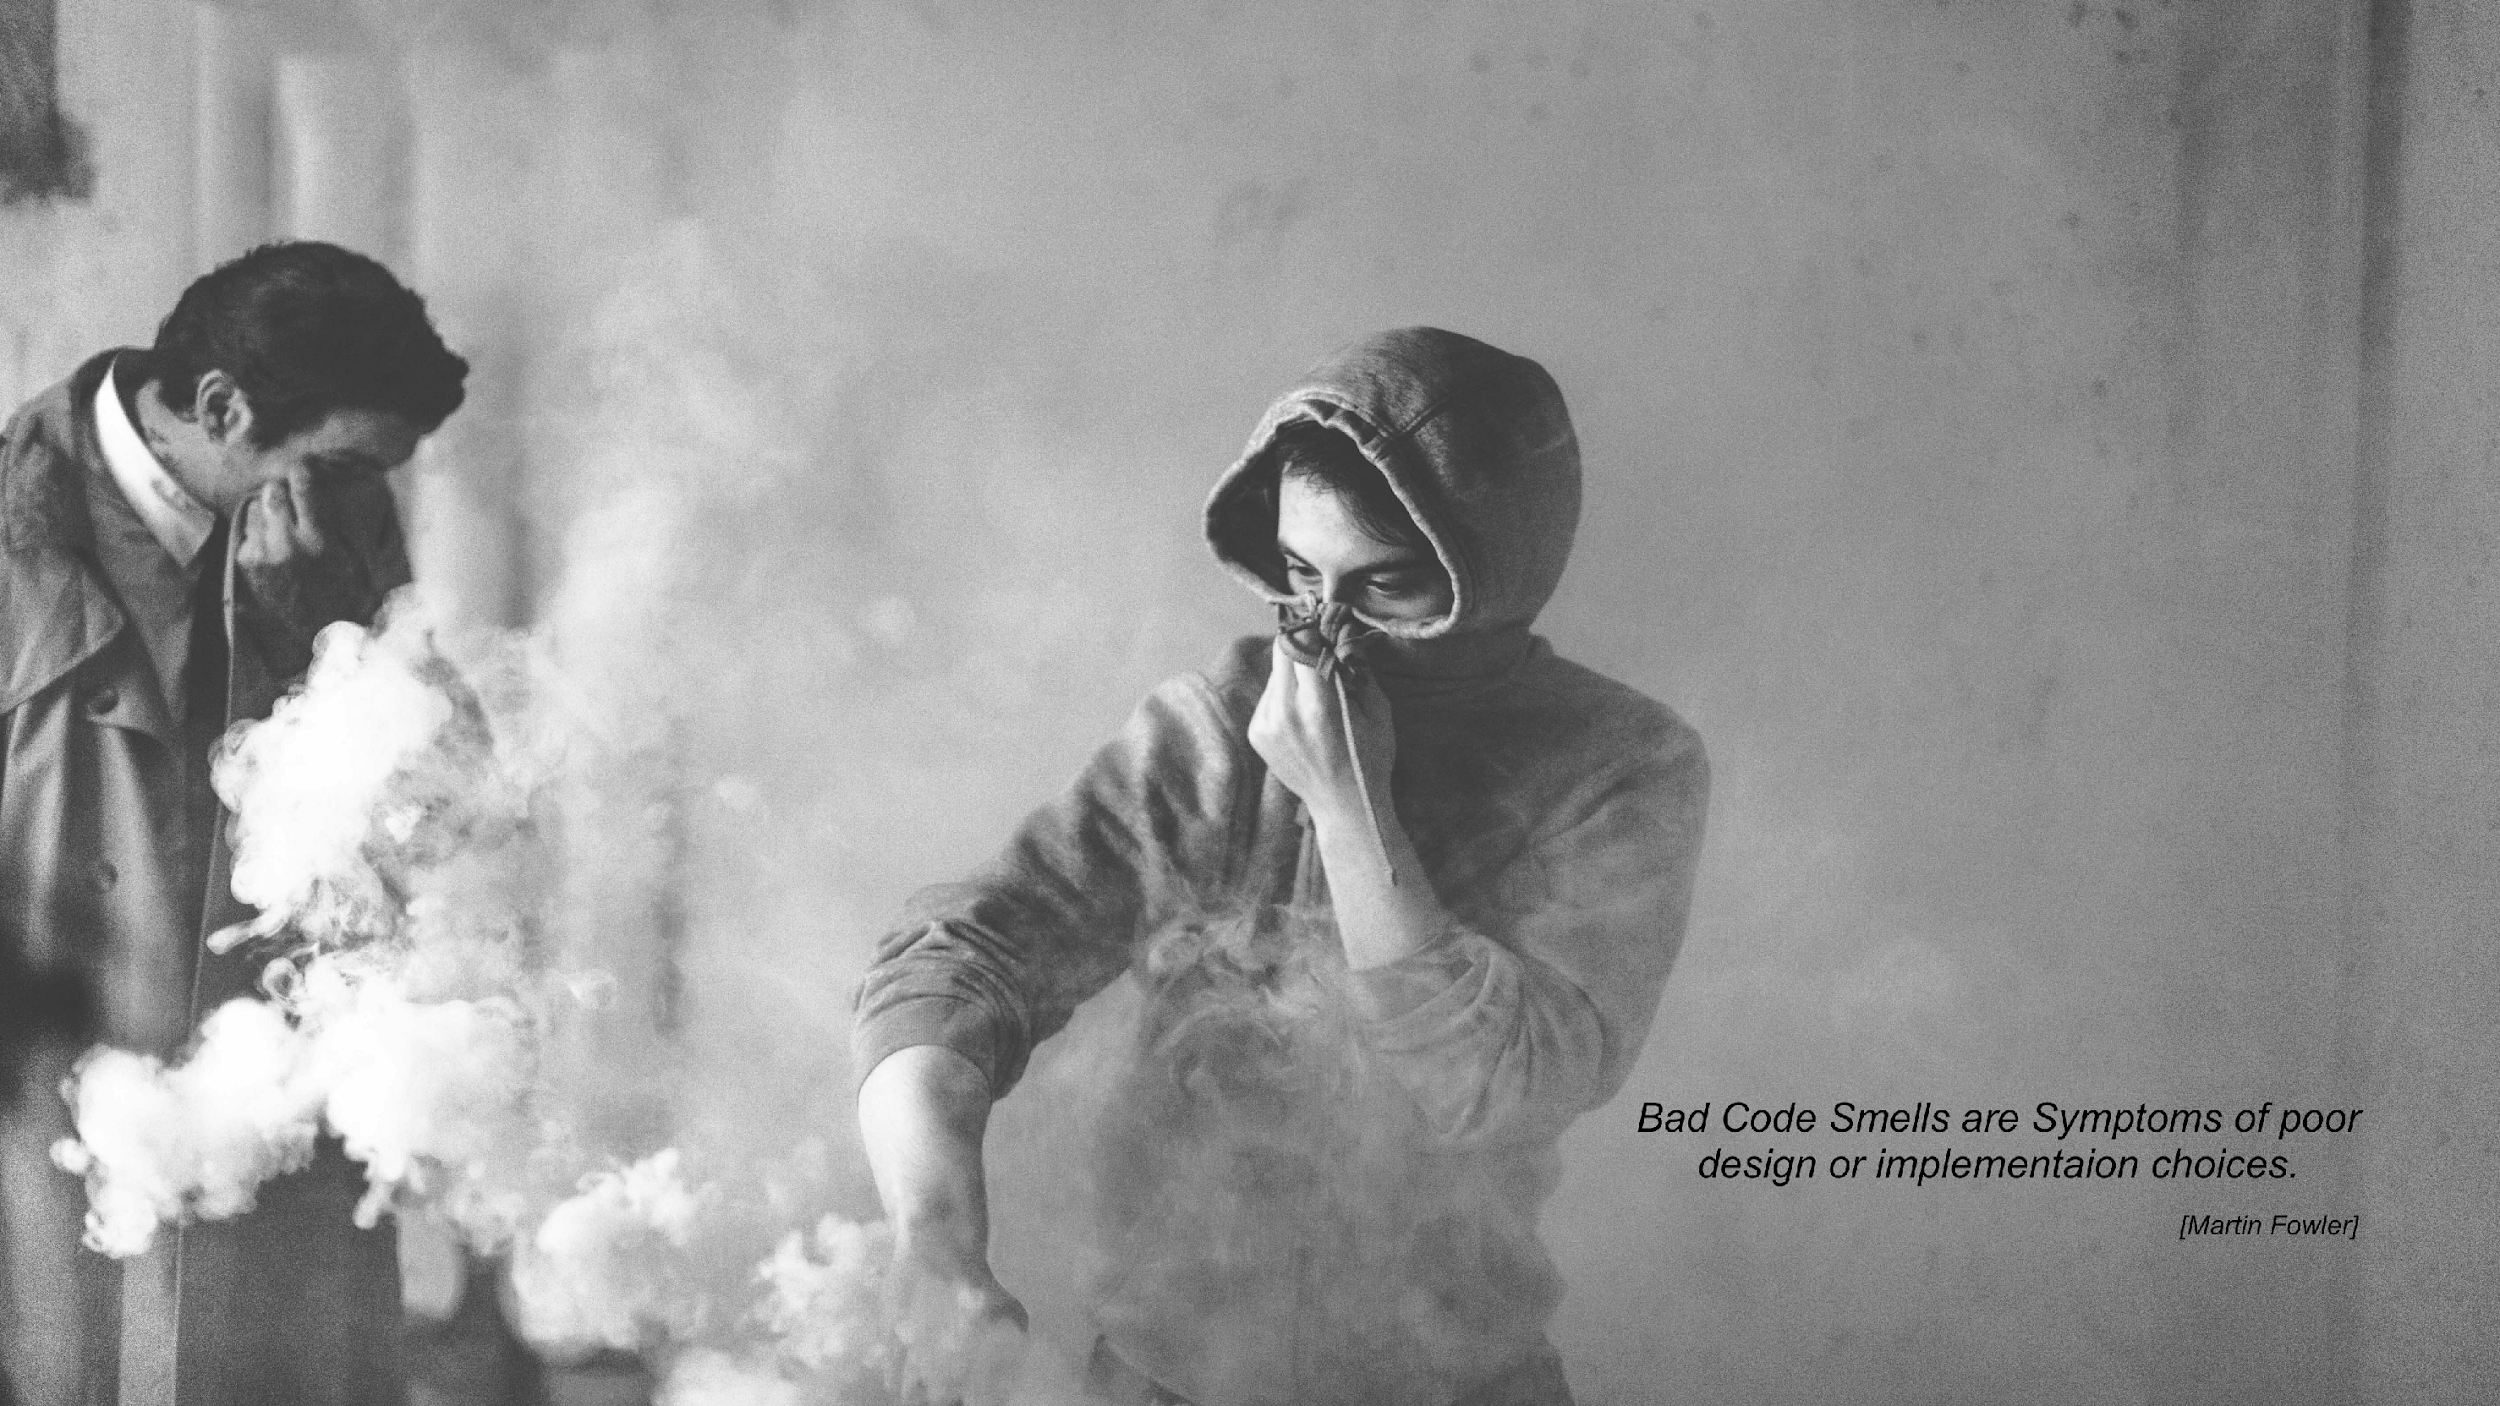 Bad Code Smells are Symptoms of poor
design or implementaion choices.
[Martin Fowler]